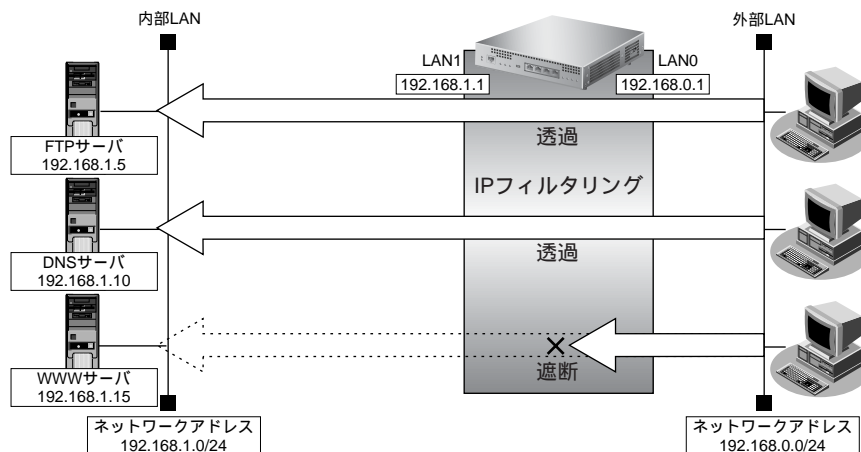 内部LAN
外部LAN
LAN1
LAN0
192.168.1.1
192.168.0.1
透過
FTPサーバ
192.168.1.5
IPフィルタリング
透過
DNSサーバ
192.168.1.10
遮断
WWWサーバ
192.168.1.15
ネットワークアドレス
192.168.1.0/24
ネットワークアドレス
192.168.0.0/24